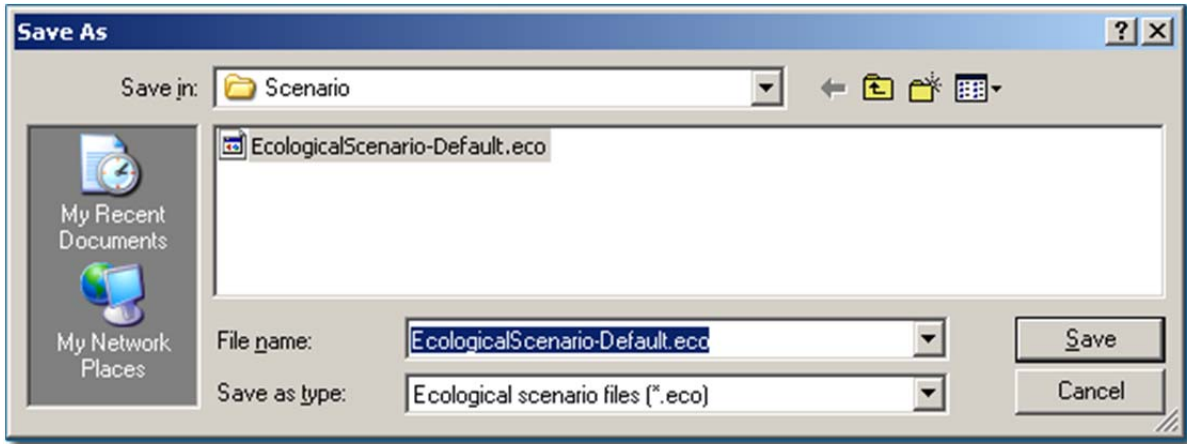 Save As
Save in: Scenario
EcologicalScenario-Default.eco
My Recent
Documents
My Network
Places
File name: EcologicalScenario-Default.eco Save
Save as type: Ecological scenario files (*.eco) Cancel